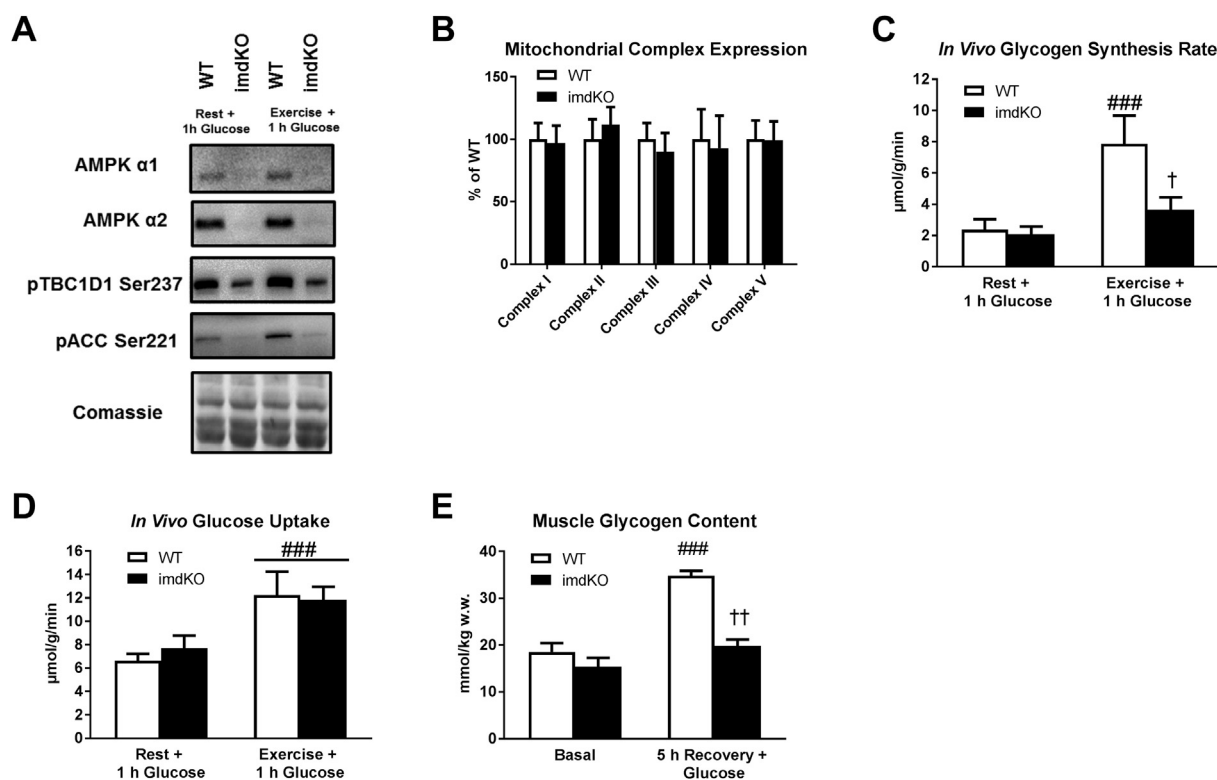 A
WT
imdKO
WT
imdKO
Rest +
1h Glucose
Exercise +
1 h Glucose
AMPK α1
AMPK α2
pTBC1D1 Ser237
pACC Ser221
Comassie
B
Mitochondrial Complex Expression
WT
imdKO
% of WT
150
100
50
0
Complex I
Complex II
Complex III
Complex IV
Complex V
C
In Vivo Glycogen Synthesis Rate
WT
imdKO
###
†
µmol/g/min
12
10
8
6
4
2
0
Rest +
1 h Glucose
Exercise +
1 h Glucose
D
In Vivo Glucose Uptake
WT
imdKO
###
µmol/g/min
16
14
12
10
8
6
4
2
0
Rest +
1 h Glucose
Exercise +
1 h Glucose
E
Muscle Glycogen Content
WT
imdKO
###
††
mmol/kg w.w.
40
30
20
10
0
Basal
5 h Recovery +
Glucose